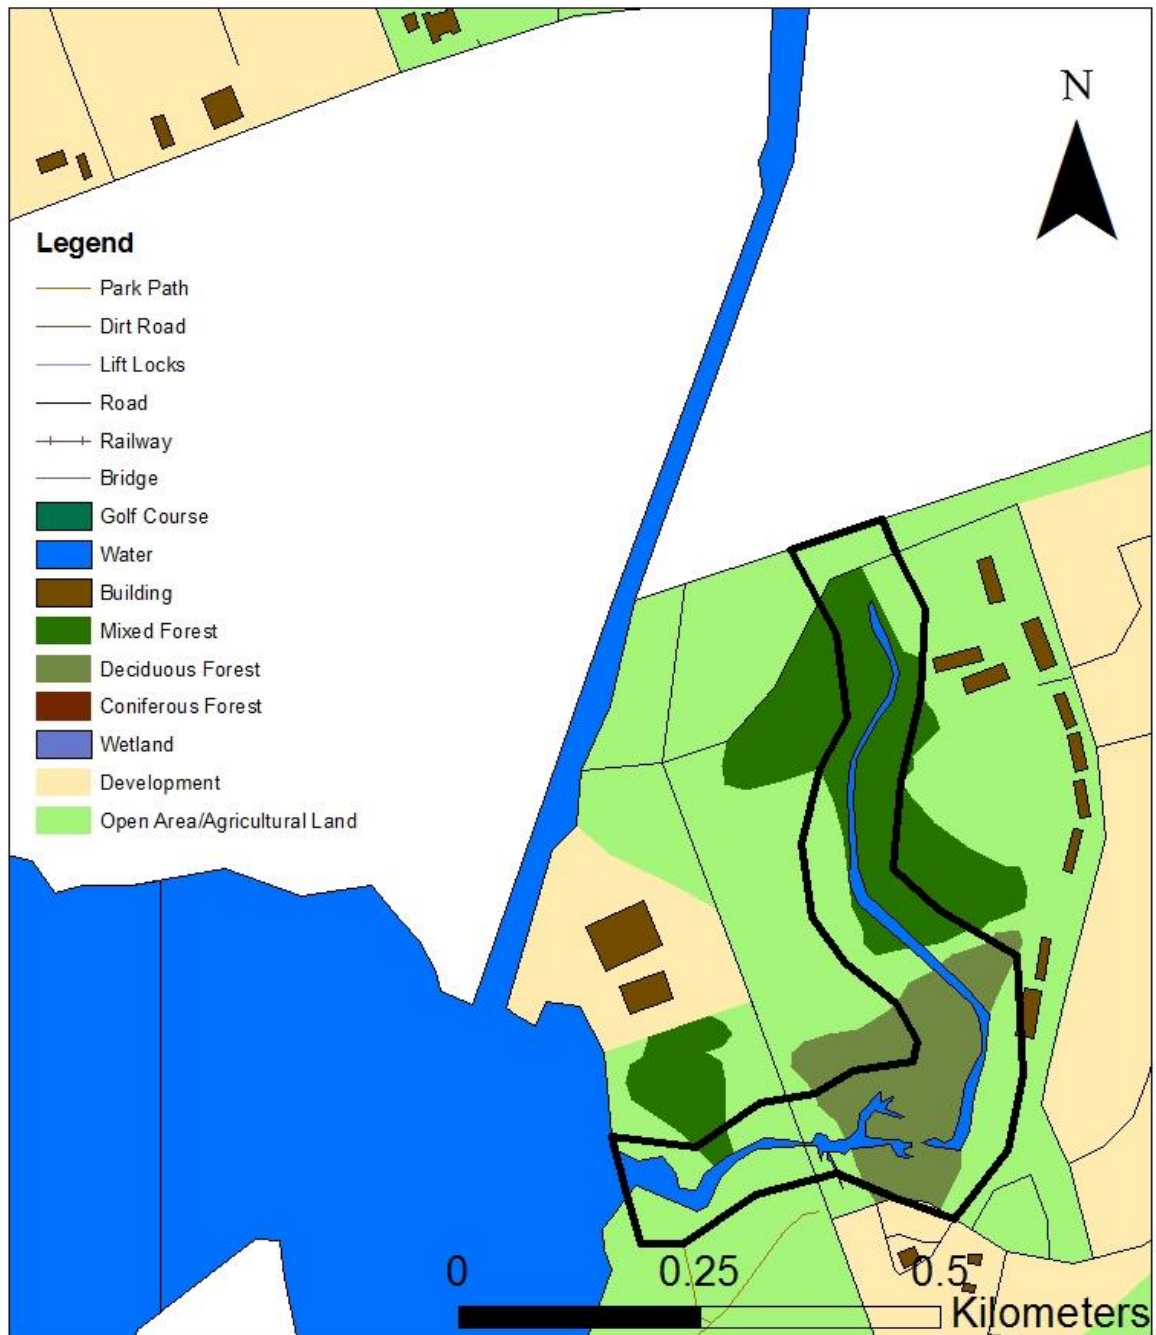 N
Legend
Park Path
Dirt Road
Lift Locks
Road
Railway
Bridge
Golf Course
Water
Building
Mixed Forest
Deciduous Forest
Coniferous Forest
Wetland
Development
Open Area/Agricultural Land
0 0.25 0.5
Kilometers